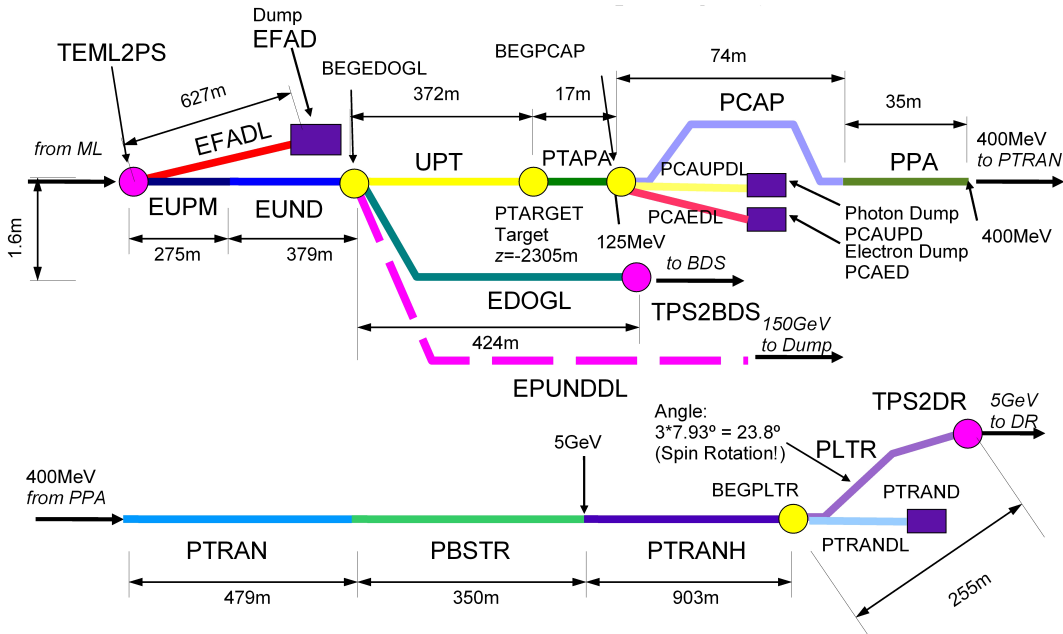 Dump
EFAD
TEML2PS
BEGEDOGL
BEGPCAP
74m
627m
372m
17m
PCAP
35m
from ML
EFADL
UPT
PTAPA
PCAUPDL
PPA
400MeV
to PTRAN
EUPM
EUND
PCAEDL
PTARGET
Target
z=-2305m
125MeV
Photon Dump
PCAUPD
Electron Dump
PCAED
400MeV
1.6m
275m
379m
to BDS
EDOGL
TPS2BDS
424m
150GeV
to Dump
EPUNDDL
TPS2DR
5GeV
to DR
Angle:
3*7.93º = 23.8º
(Spin Rotation!)
PLTR
5GeV
400MeV
from PPA
BEGPLTR
PTRAND
PTRANDL
PTRAN
PBSTR
PTRANH
479m
350m
903m
255m